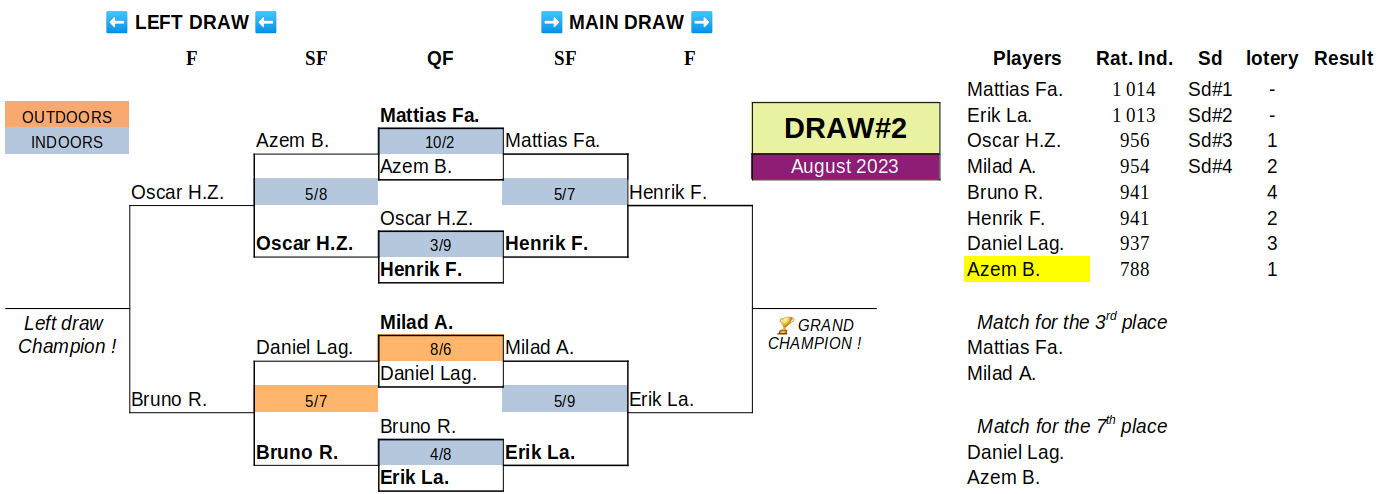 ⬅ LEFT DRAW ⬅ ➡ MAIN DRAW ➡
F SF QF SF F Players Rat. Ind. Sd lotery Result
Mattias Fa. 1 014 Sd#1 -
OUTDOORS Mattias Fa. Erik La. 1 013 Sd#2 -
INDOORS Azem B. 10/2 Mattias Fa. DRAW#2 Oscar H.Z. 956 Sd#3 1
Azem B. August 2023 Milad A. 954 Sd#4 2
Oscar H.Z. 5/8 5/7 Henrik F. Bruno R. 941 4
Oscar H.Z. Henrik F. 941 2
Oscar H.Z. 3/9 Henrik F. Daniel Lag. 937 3
Henrik F. Azem B. 788 1
Left draw Milad A. 🏆 GRAND Match for the 3rd place
Champion ! Daniel Lag. 8/6 Milad A. CHAMPION ! Mattias Fa.
Daniel Lag. Milad A.
Bruno R. 5/7 5/9 Erik La.
Bruno R. Match for the 7th place
Bruno R. 4/8 Erik La. Daniel Lag.
Erik La. Azem B.